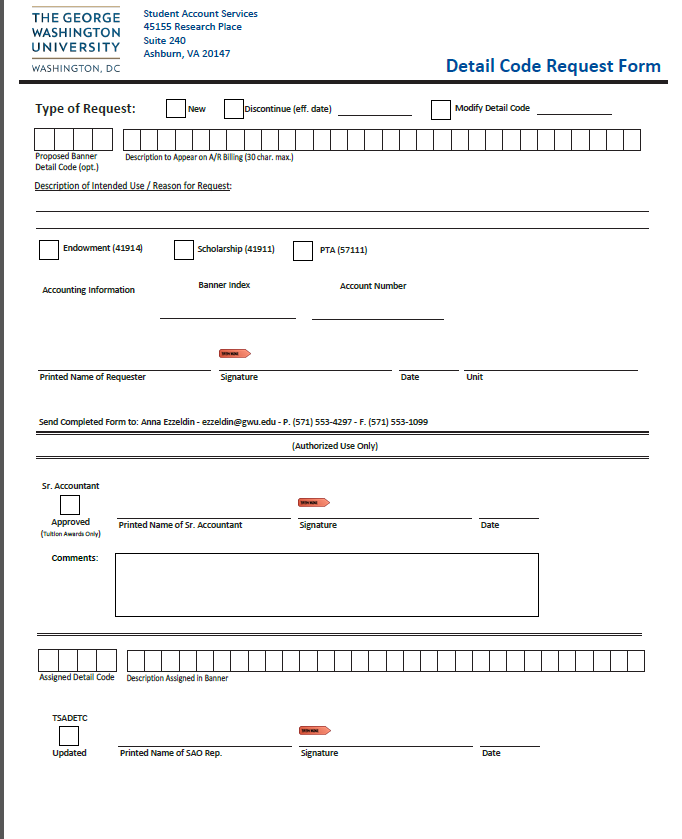 THE GEORGE
WASHINGTON
UNIVERSITY
WASHINGTON, DC
Student Account Services
45155 Research Place
Suite 240
Ashburn, VA 20147
Detail Code Request Form
Type of Request: New Discontinue (eff. date) Modify Detail Code
Proposed Banner
Detail Code (opt.)
Description to Appear on A/R Billing (30 char. max.)
Description of Intended Use / Reason for Request:
Endowment (41914) Scholarship (41911) PTA (57111)
Accounting Information Banner Index Account Number
Printed Name of Requester Signature Date Unit
Send Completed Form to: Anna Ezzeldin - ezzeldin@gwu.edu - P. (571) 553-4297 - F. (571) 553-1099
(Authorized Use Only)
Sr. Accountant
Approved
(Tuition Awards Only)
Printed Name of Sr. Accountant Signature Date
Comments:
Assigned Detail Code Description Assigned in Banner
TSADETC
Updated Printed Name of SAO Rep. Signature Date